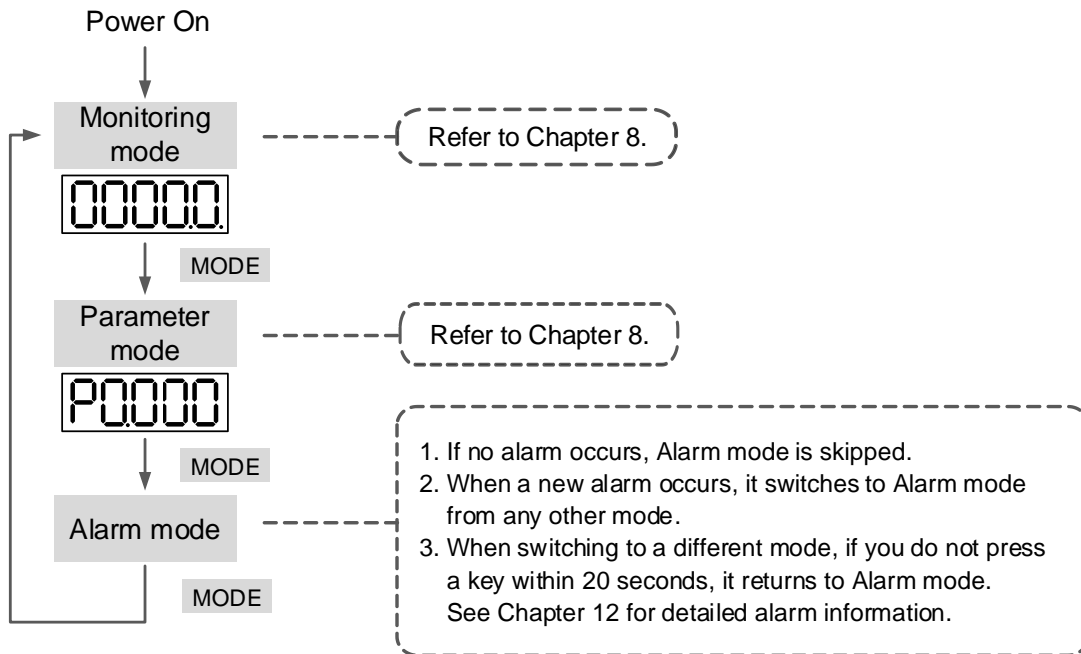 Power On
Monitoring
mode
Refer to Chapter 8.
0000.0.
MODE
Parameter
mode
Refer to Chapter 8.
P0.000
MODE
Alarm mode
1. If no alarm occurs, Alarm mode is skipped.
2. When a new alarm occurs, it switches to Alarm mode
from any other mode.
3. When switching to a different mode, if you do not press
a key within 20 seconds, it returns to Alarm mode.
See Chapter 12 for detailed alarm information.
MODE